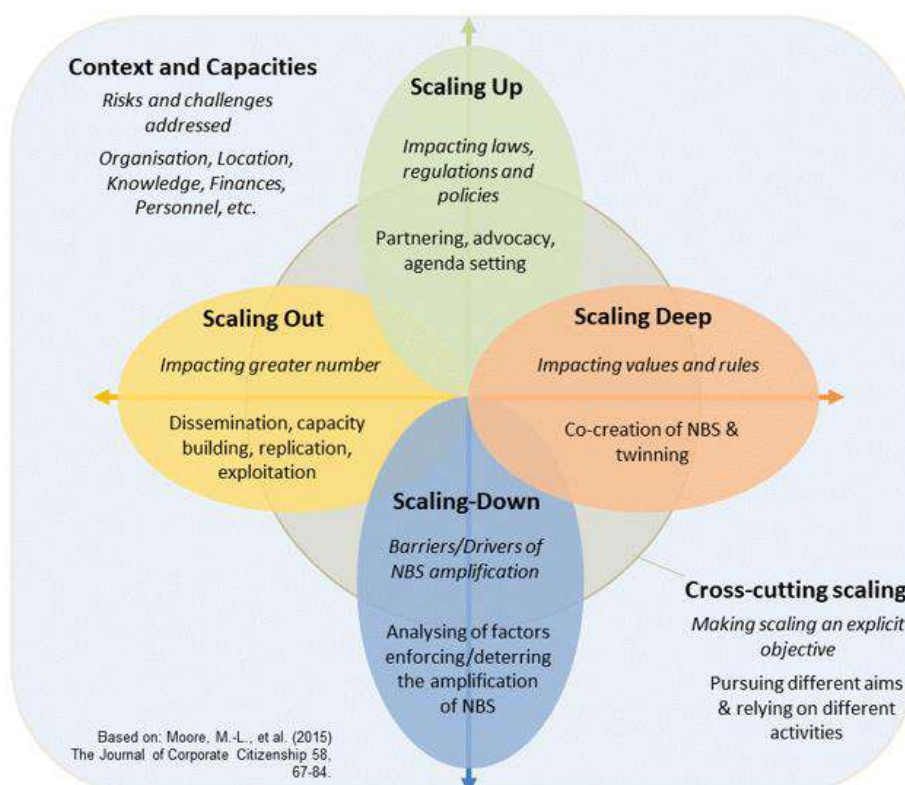 Context and Capacities
Risks and challenges
addressed
Organisation, Location,
Knowledge, Finances,
Personnel, etc.
Scaling Up
Impacting laws,
regulations and
policies
Partnering, advocacy,
agenda setting
Scaling Out
Impacting greater number
Dissemination, capacity
building, replication,
exploitation
Scaling Deep
Impacting values and rules
Co-creation of NBS &
twinning
Scaling-Down
Barriers/Drivers of
NBS amplification
Analysing of factors
enforcing/deterring
the amplification
of NBS
Cross-cutting scaling
Making scaling an explicit
objective
Pursuing different aims
& relying on different
activities
Based on: Moore, M.-L., et al. (2015)
The Journal of Corporate Citizenship 58,
67-84.